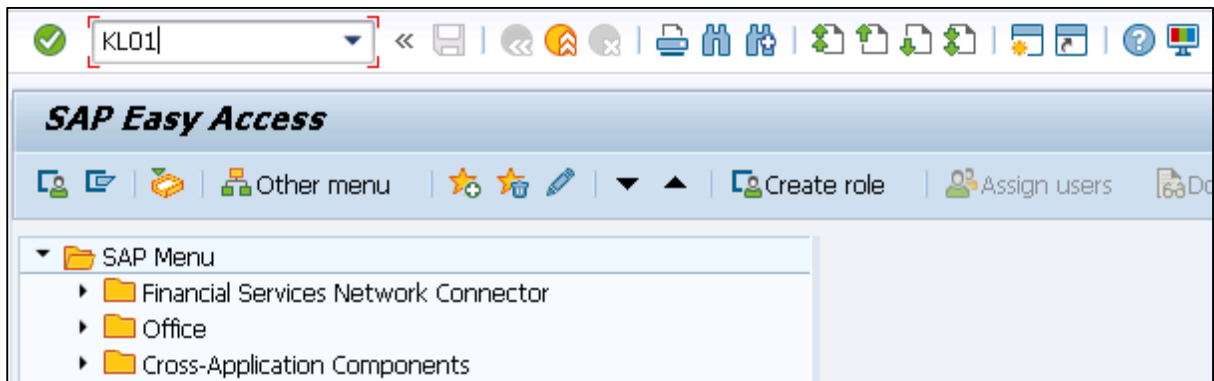 KL01
SAP Easy Access
Other menu Create role Assign users
SAP Menu
Financial Services Network Connector
Office
Cross-Application Components